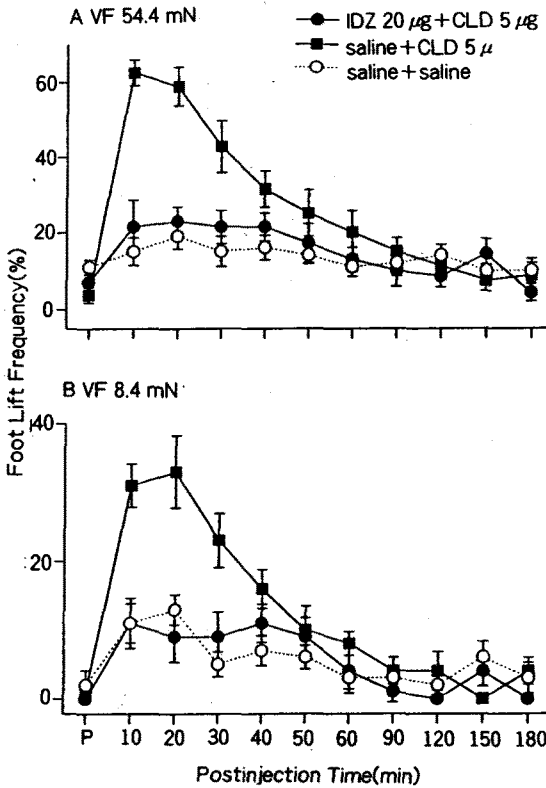 A VF 54.4 mN
IDZ 20 µg+CLD 5 µg
saline+CLD 5 µ
saline+saline
60
40
20
0
Foot Lift Frequency(%)
B VF 8.4 mN
40
20
0
P 10 20 30 40 50 60 90 120 150 180
Postinjection Time(min)